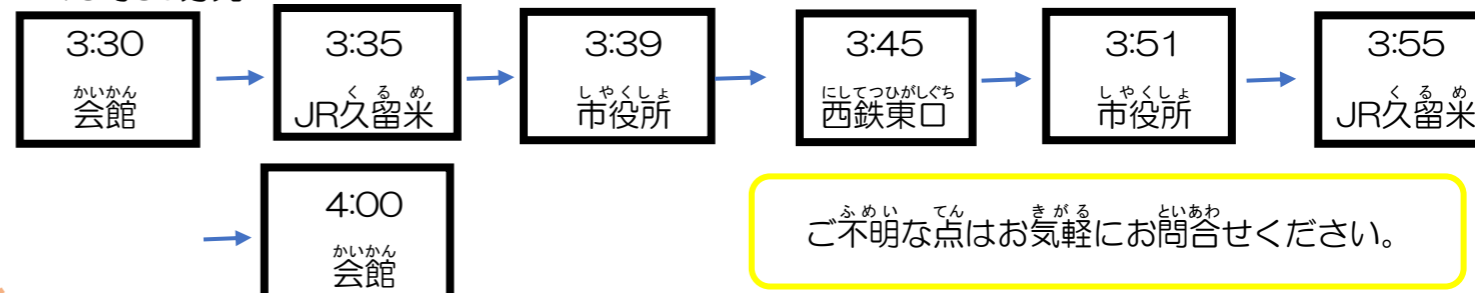 3:30
かいかん
会館
3:35
くるめ
JR久留米
3:39
しやくしょ
市役所
3:45
にしてつひがしぐち
西鉄東口
3:51
しやくしょ
市役所
3:55
くるめ
JR久留米
4:00
かいかん
会館
ふめい てん きがる といあわ
ご不明な点はお気軽にお問合せください。